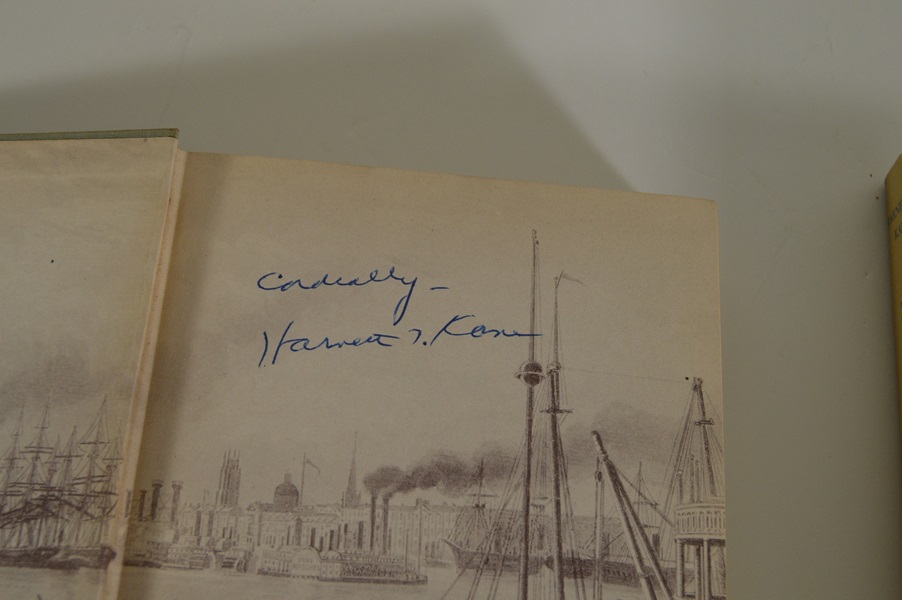 Cordially -
Harnett T. Kane